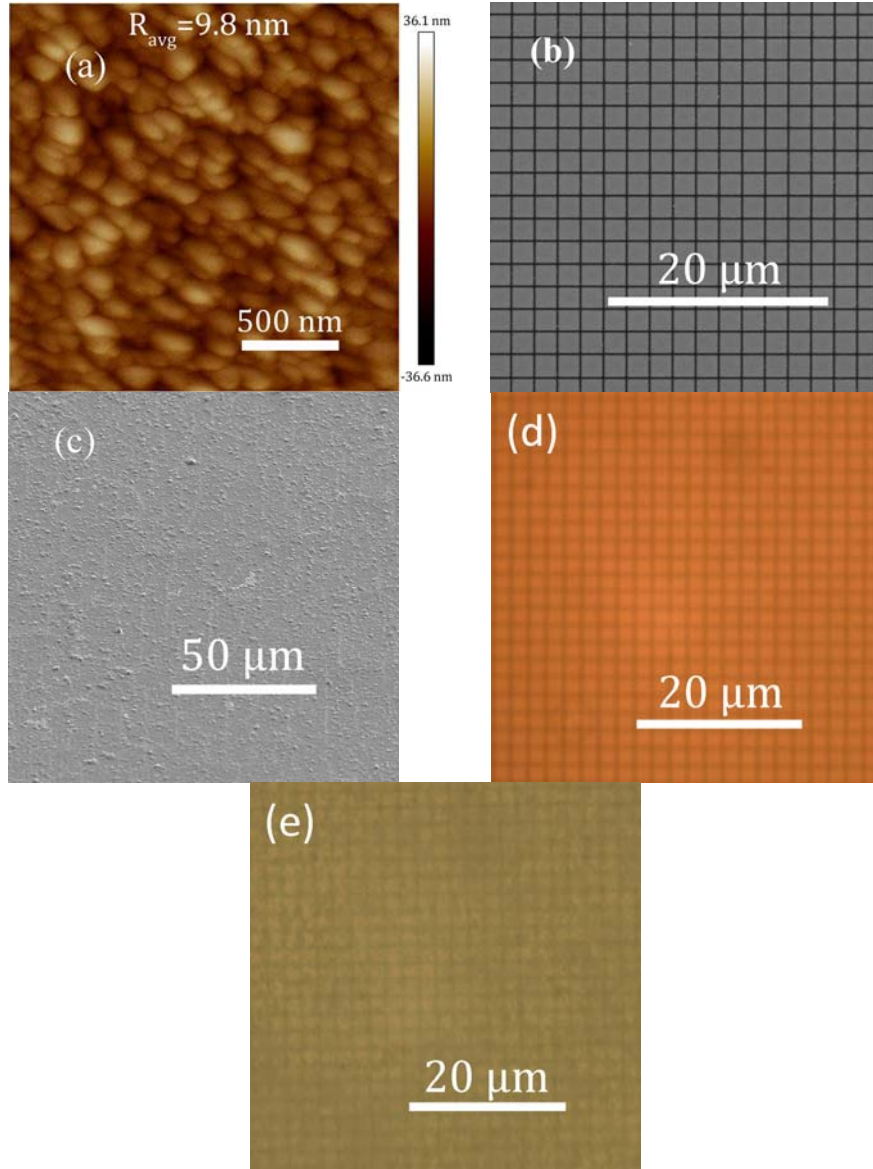 R_avg=9.8 nm
(a)
500 nm
36.1 nm
-36.6 nm
(b)
20 μm
(c)
50 μm
(d)
20 μm
(e)
20 μm